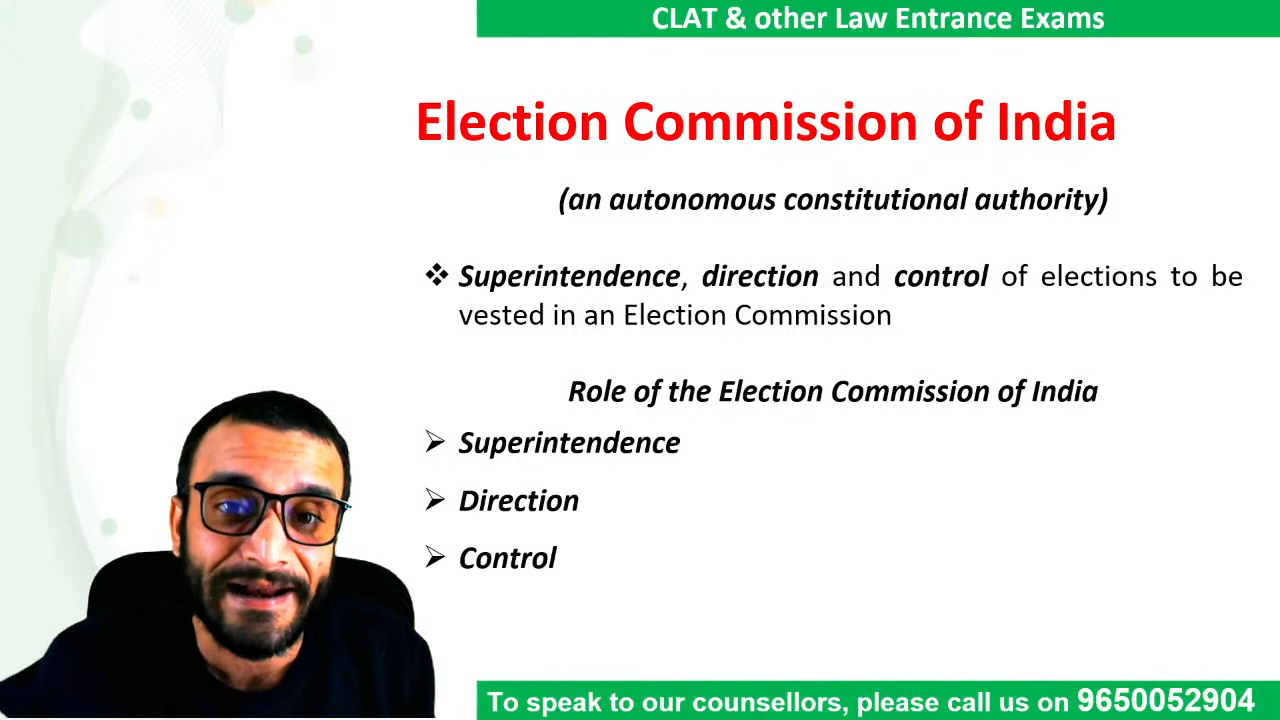 CLAT & other Law Entrance Exams
Election Commission of India
(an autonomous constitutional authority)
❖ Superintendence, direction and control of elections to be
vested in an Election Commission
Role of the Election Commission of India
➢ Superintendence
➢ Direction
➢ Control
To speak to our counsellors, please call us on 9650052904